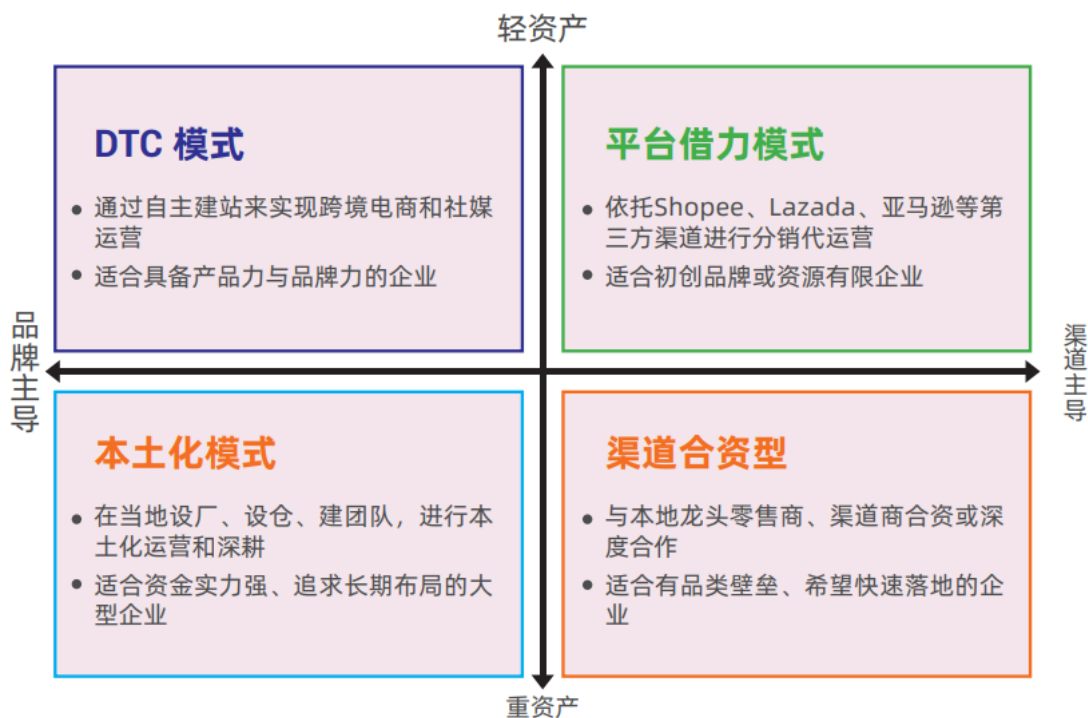 轻资产
DTC 模式
通过自主建站来实现跨境电商和社媒
运营
适合具备产品力与品牌力的企业
平台借力模式
依托Shopee、Lazada、亚马逊等第
三方渠道进行分销代运营
适合初创品牌或资源有限企业
品牌主导
渠道主导
本土化模式
在当地设厂、设仓、建团队，进行本
土化运营和深耕
适合资金实力强、追求长期布局的大
型企业
渠道合资型
与本地龙头零售商、渠道商合资或深
度合作
适合有品类壁垒、希望快速落地的企
业
重资产